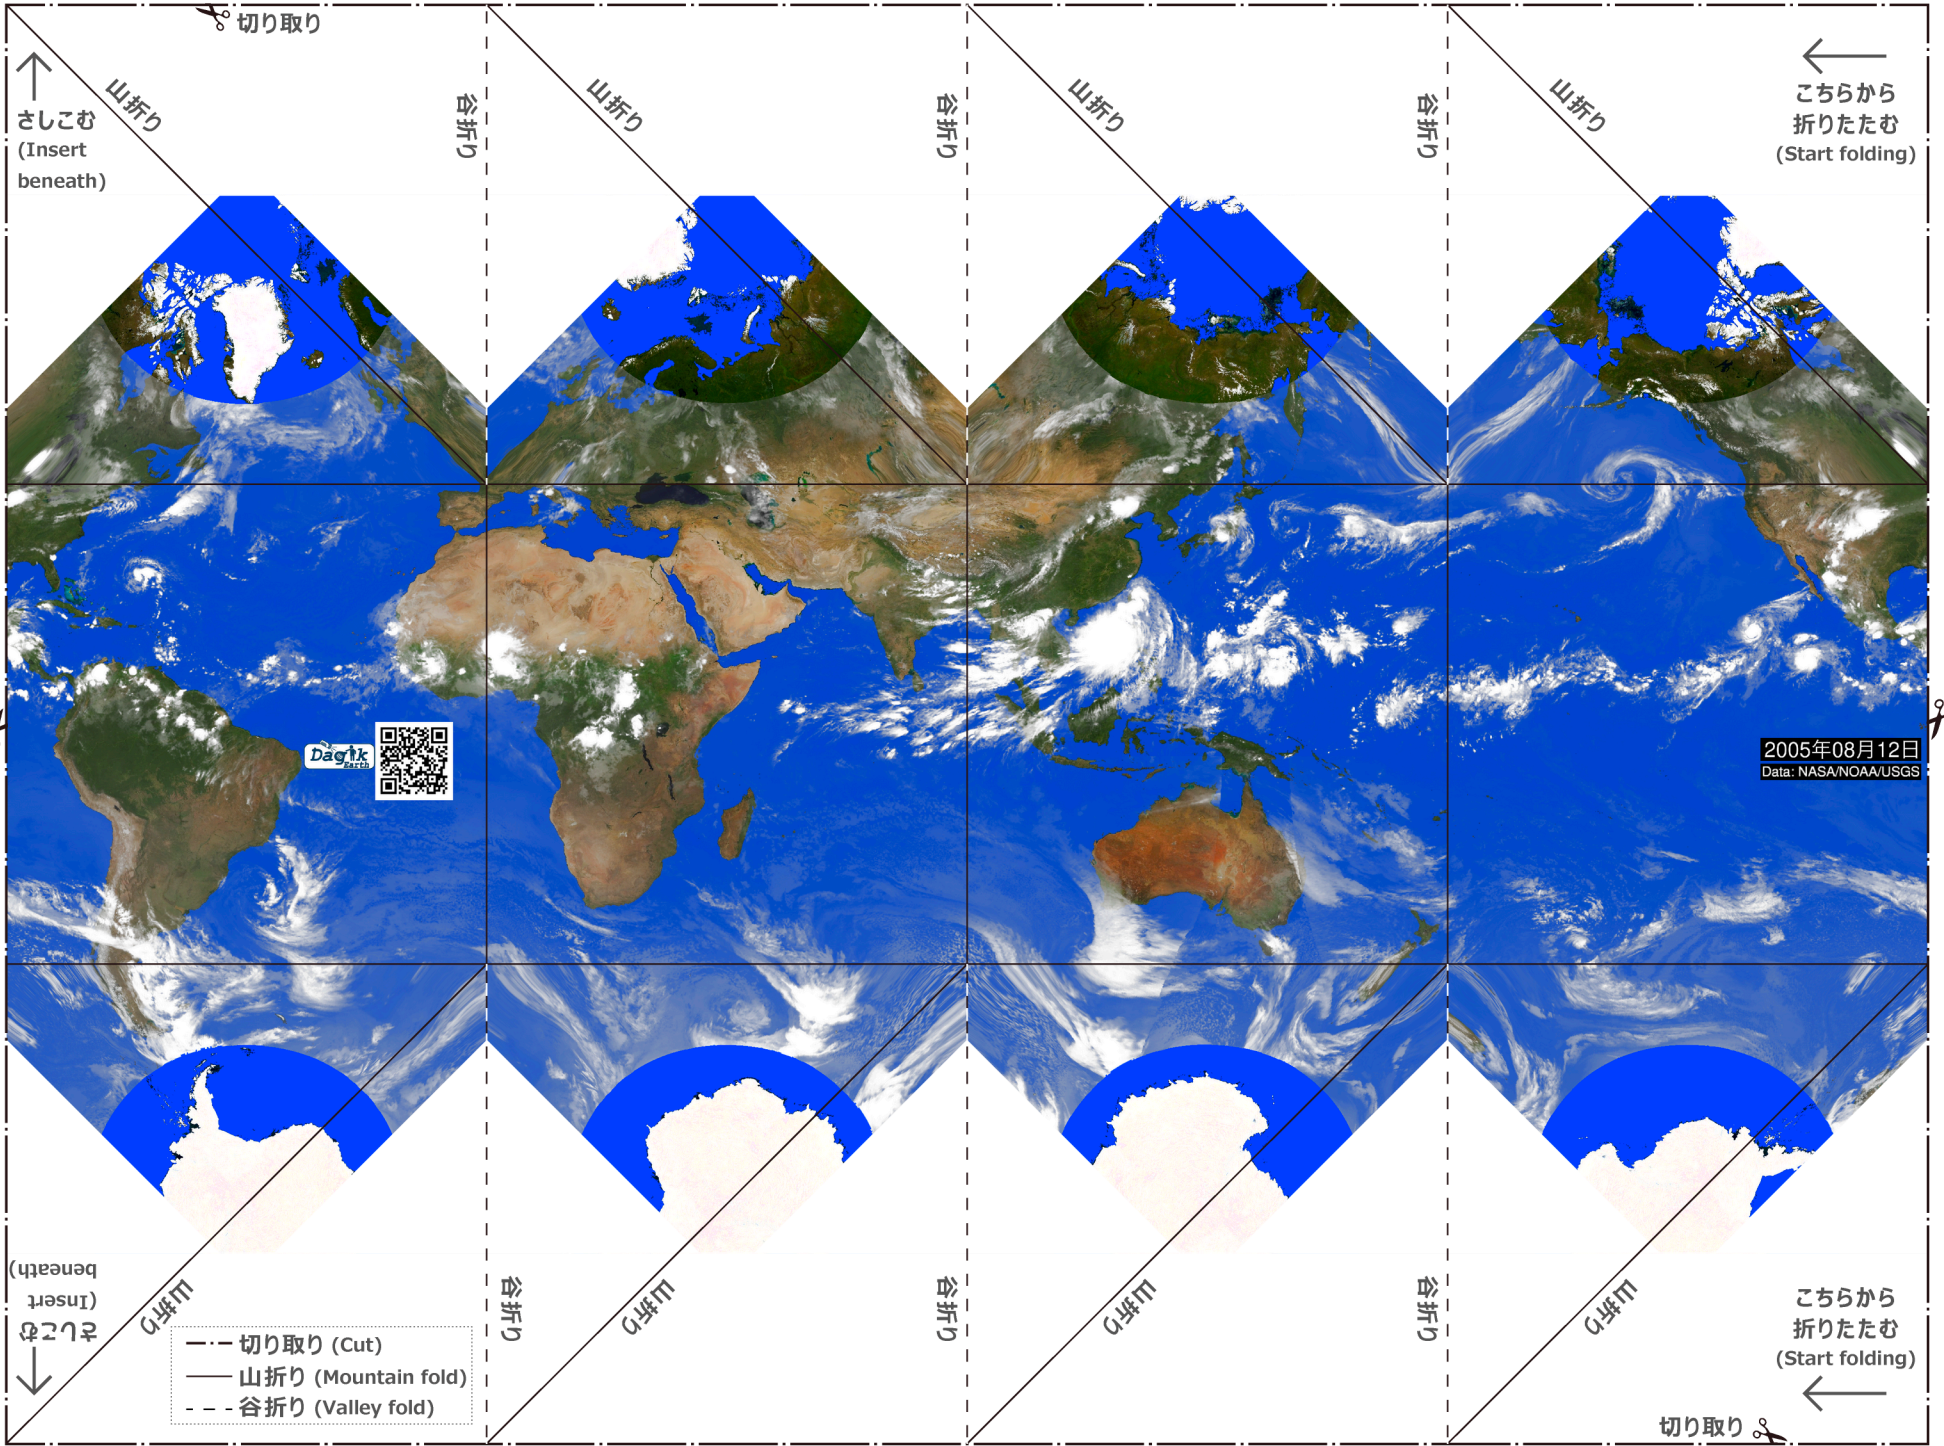 切り取り
さしこむ
(Insert
beneath)
山折り
谷折り
山折り
谷折り
山折り
谷折り
山折り
こちらから
折りたたむ
(Start folding)
Dagik
Earth
2005年08月12日
Data: NASA/NOAA/USGS
さしこむ
(Insert
beneath)
山折り
谷折り
山折り
谷折り
山折り
谷折り
山折り
こちらから
折りたたむ
(Start folding)
切り取り (Cut)
山折り (Mountain fold)
谷折り (Valley fold)
切り取り